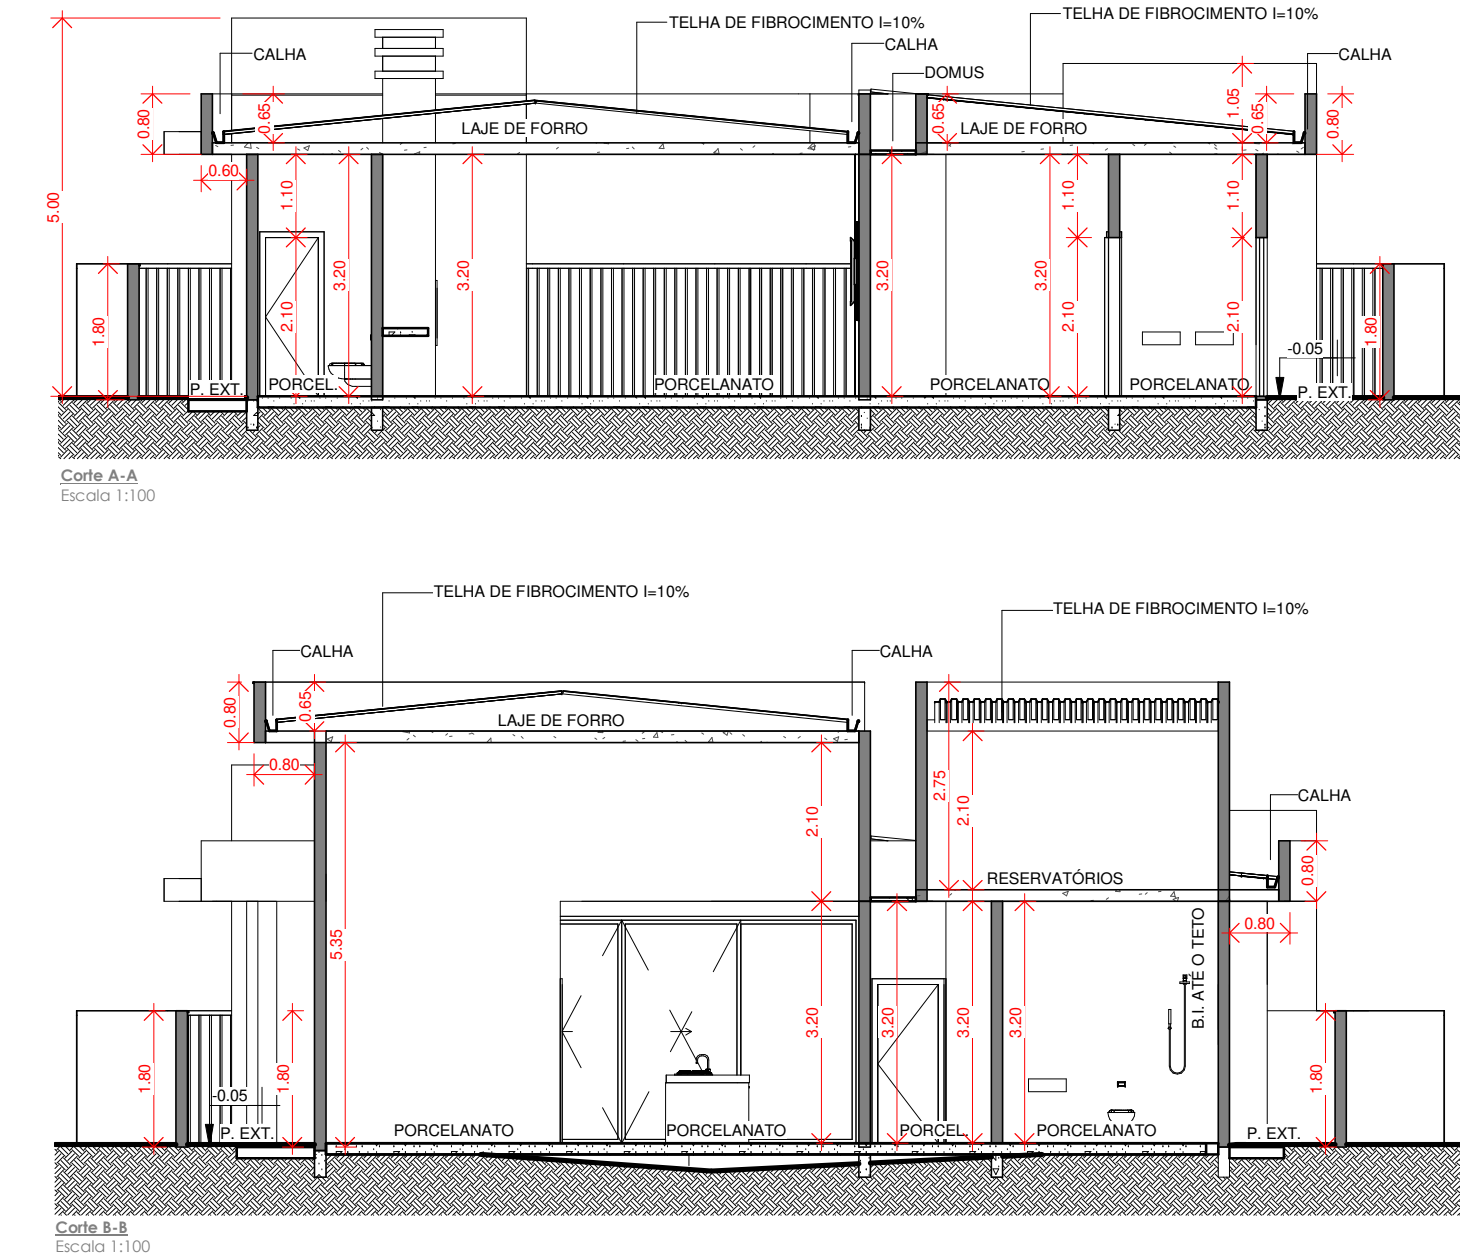 TELHA DE FIBROCIMENTO I=10%
TELHA DE FIBROCIMENTO I=10%
CALHA
CALHA
CALHA
DOMUS
0.80
0.65
LAJE DE FORRO
0.65
LAJE DE FORRO
1.05
0.65
0.80
0.60
5.00
1.10
3.20
3.20
3.20
3.20
1.10
1.10
1.80
2.10
2.10
2.10
-0.05
1.80
P. EXT.
PORCEL.
PORCELANATO
PORCELANATO
PORCELANATO
P. EXT.
Corte A-A
Escala 1:100
TELHA DE FIBROCIMENTO I=10%
TELHA DE FIBROCIMENTO I=10%
CALHA
CALHA
0.80
0.65
LAJE DE FORRO
0.80
2.75
2.10
2.10
CALHA
RESERVATÓRIOS
0.80
0.80
5.35
B.I. ATÉ O TETO
3.20
3.20
3.20
3.20
1.80
1.80
1.80
-0.05
P. EXT.
PORCELANATO
PORCELANATO
PORCEL.
PORCELANATO
P. EXT.
Corte B-B
Escala 1:100